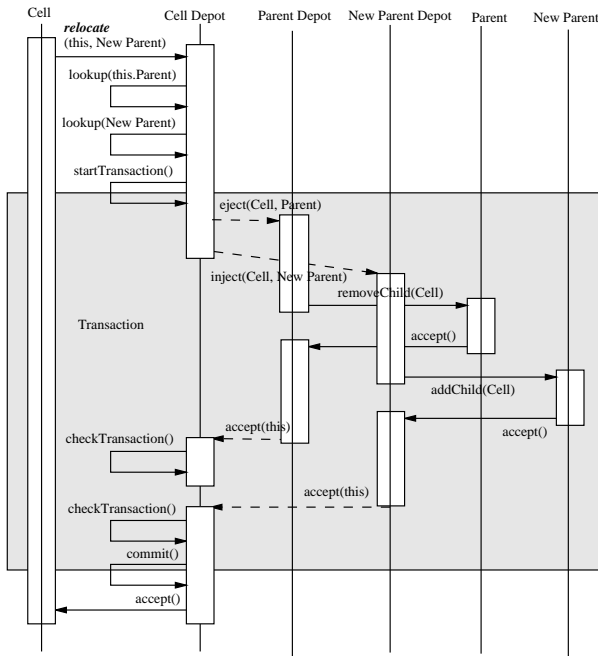 Cell
Cell Depot
Parent Depot
New Parent Depot
Parent
New Parent
relocate
(this, New Parent)
lookup(this.Parent)
lookup(New Parent)
startTransaction()
eject(Cell, Parent)
inject(Cell, New Parent)
removeChild(Cell)
Transaction
accept()
addChild(Cell)
accept(this)
accept()
checkTransaction()
accept(this)
checkTransaction()
commit()
accept()